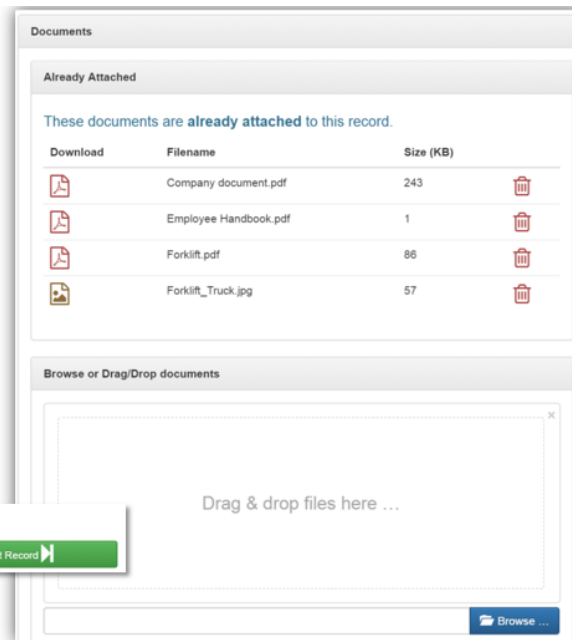 Documents
Already Attached
These documents are already attached to this record.
Download Filename Size (KB)
Company document.pdf 243
Employee Handbook.pdf 1
Forklift.pdf 86
Forklift_Truck.jpg 57
Browse or Drag/Drop documents
×
Drag & drop files here ...
Record
Browse ...